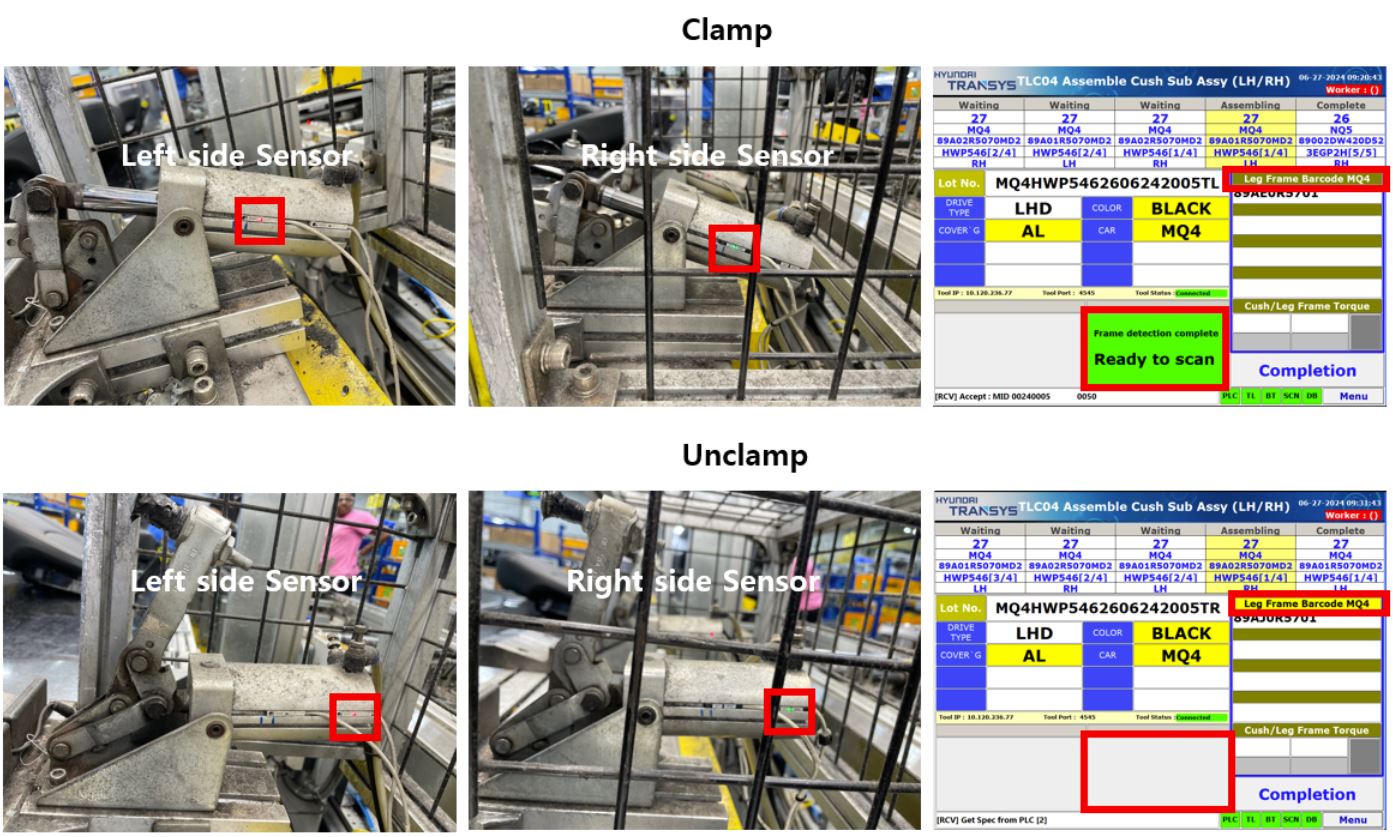 Clamp
Left side Sensor
Right side Sensor
HYUNDAI
TRANSYS
TLC04 Assemble Cush Sub Assy (LH/RH)
06-27-2024 09:20:43
Worker : ()
Waiting Waiting Waiting Assembling Complete
27 27 27 27 26
MQ4 MQ4 MQ4 MQ4 NQ5
89A02R5070MD2 89A01R5070MD2 89A02R5070MD2 89A01R5070MD2 89002DW420D52
HWP546[2/4] HWP546[2/4] HWP546[1/4] HWP546[1/4] 3EGP2H[5/5]
RH LH RH LH RH
Lot No. MQ4HWP5462606242005TL
Leg Frame Barcode MQ4
89AE0R5701
DRIVE TYPE LHD COLOR BLACK
COVER`G AL CAR MQ4
Tool IP : 10.120.236.77 Tool Port : 4545 Tool Status : Connected
Cush/Leg Frame Torque
Frame detection complete
Ready to scan
Completion
[RCV] Accept : MID 00240005 0050
PLC TL BT SCN DB Menu
Unclamp
Left side Sensor
Right side Sensor
HYUNDAI
TRANSYS
TLC04 Assemble Cush Sub Assy (LH/RH)
06-27-2024 09:31:43
Worker : ()
Waiting Waiting Waiting Assembling Complete
27 27 27 27 27
MQ4 MQ4 MQ4 MQ4 MQ4
89A01R5070MD2 89A02R5070MD2 89A01R5070MD2 89A02R5070MD2 89A01R5070MD2
HWP546[3/4] HWP546[2/4] HWP546[2/4] HWP546[1/4] HWP546[1/4]
LH RH LH RH LH
Lot No. MQ4HWP5462606242005TR
Leg Frame Barcode MQ4
89AJ0R5701
DRIVE TYPE LHD COLOR BLACK
COVER`G AL CAR MQ4
Tool IP : 10.120.236.77 Tool Port : 4545 Tool Status : Connected
Cush/Leg Frame Torque
Completion
[RCV] Get Spec from PLC [2]
PLC TL BT SCN DB Menu